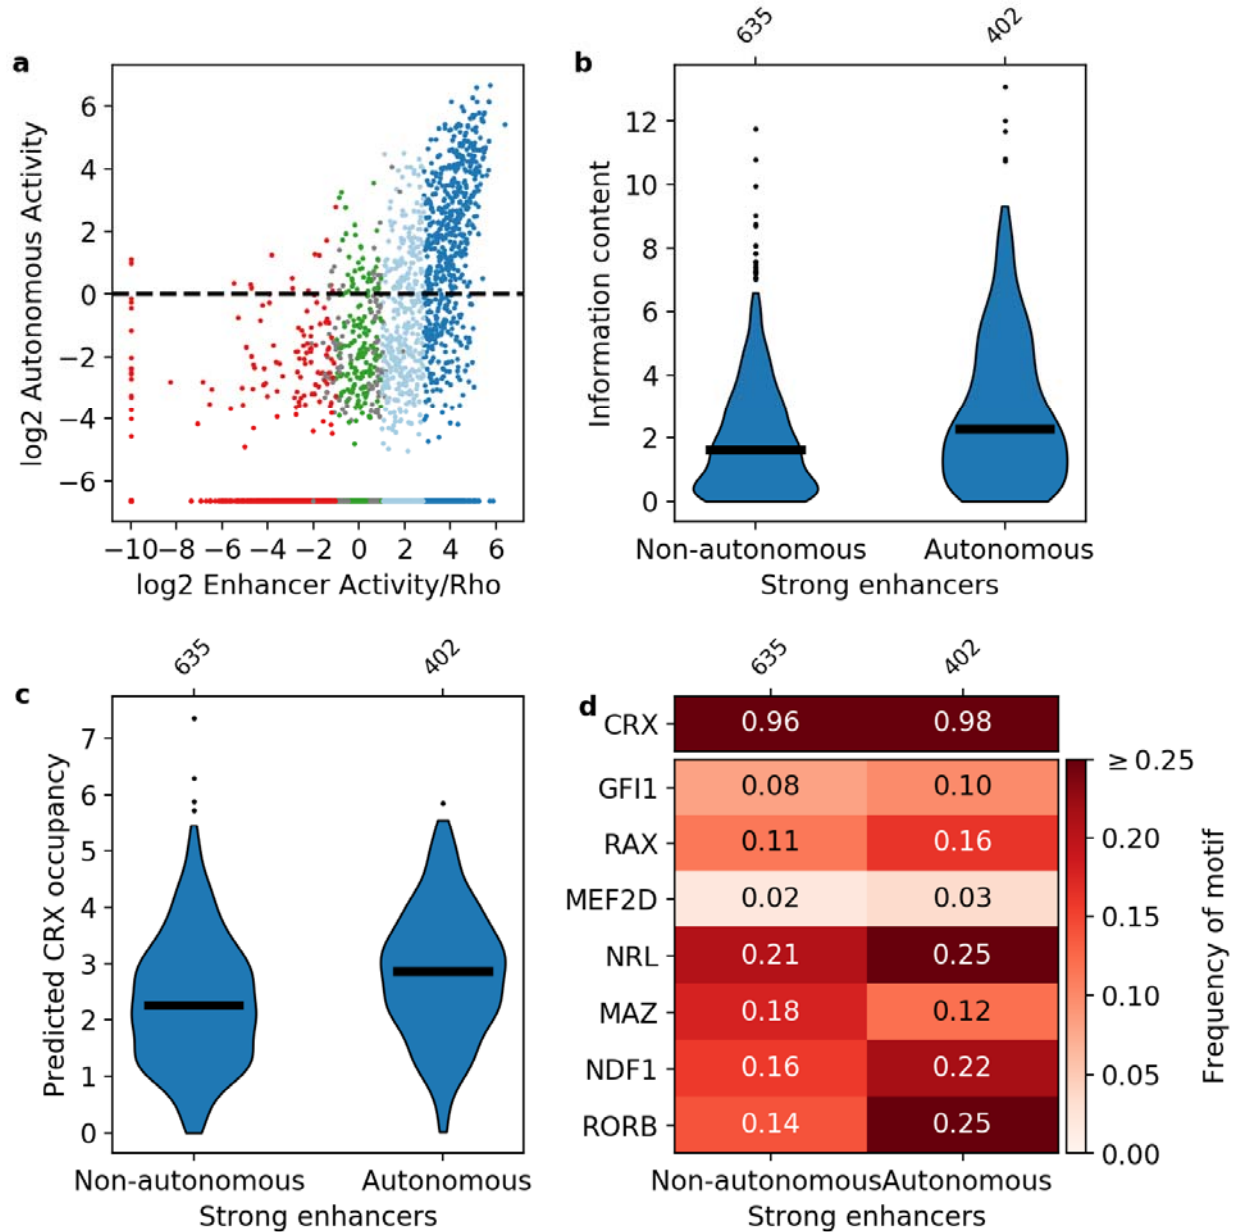 a
log2 Autonomous Activity
6
4
2
0
−2
−4
−6
−10 −8 −6 −4 −2 0 2 4 6
log2 Enhancer Activity/Rho
b
635 402
Information content
12
10
8
6
4
2
0
Non-autonomous Autonomous
Strong enhancers
c
635 402
Predicted CRX occupancy
7
6
5
4
3
2
1
0
Non-autonomous Autonomous
Strong enhancers
d
635 402
CRX 0.96 0.98
GFI1 0.08 0.10
RAX 0.11 0.16
MEF2D 0.02 0.03
NRL 0.21 0.25
MAZ 0.18 0.12
NDF1 0.16 0.22
RORB 0.14 0.25
Non-autonomous Autonomous
Strong enhancers
≥ 0.25
0.20
0.15
0.10
0.05
0.00
Frequency of motif